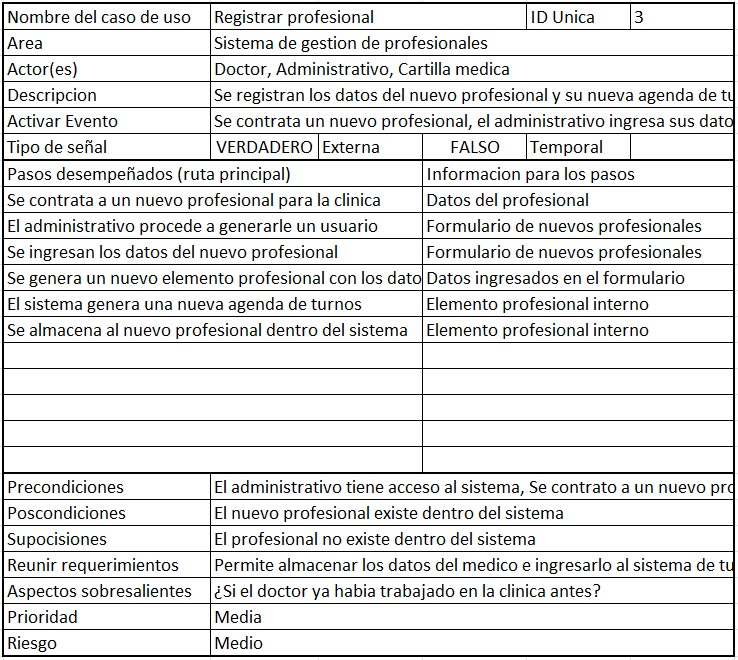 Nombre del caso de uso Registrar profesional ID Unica 3
Area Sistema de gestion de profesionales
Actor(es) Doctor, Administrativo, Cartilla medica
Descripcion Se registran los datos del nuevo profesional y su nueva agenda de tu
Activar Evento Se contrata un nuevo profesional, el administrativo ingresa sus dato
Tipo de señal VERDADERO Externa FALSO Temporal
Pasos desempeñados (ruta principal) Informacion para los pasos
Se contrata a un nuevo profesional para la clinica Datos del profesional
El administrativo procede a generarle un usuario Formulario de nuevos profesionales
Se ingresan los datos del nuevo profesional Formulario de nuevos profesionales
Se genera un nuevo elemento profesional con los dato Datos ingresados en el formulario
El sistema genera una nueva agenda de turnos Elemento profesional interno
Se almacena al nuevo profesional dentro del sistema Elemento profesional interno
Precondiciones El administrativo tiene acceso al sistema, Se contrato a un nuevo pro
Poscondiciones El nuevo profesional existe dentro del sistema
Supocisiones El profesional no existe dentro del sistema
Reunir requerimientos Permite almacenar los datos del medico e ingresarlo al sistema de tu
Aspectos sobresalientes ¿Si el doctor ya habia trabajado en la clinica antes?
Prioridad Media
Riesgo Medio